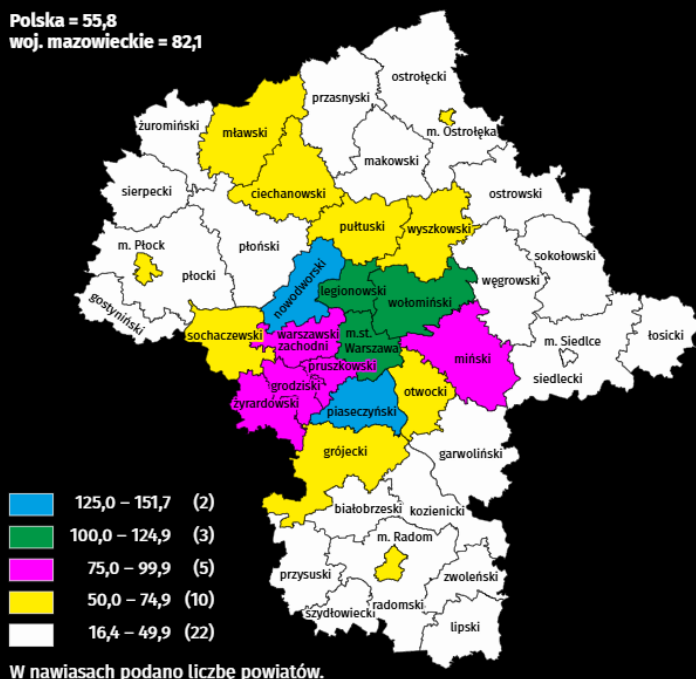 Polska = 55,8
woj. mazowieckie = 82,1
ostrołęcki
przasnyski
żuromiński
mławski
m. Ostrołęka
makowski
sierpecki
ciechanowski
ostrowski
pułtuski
wyszkowski
m. Płock
płoński
sokołowski
płocki
węgrowski
nowodworski
legionowski
gostyniński
wołomiński
sochaczewski
warszawski
zachodni
m.st.
Warszawa
m. Siedlce
łosicki
miński
pruszkowski
siedlecki
grodziski
otwocki
żyrardowski
piaseczyński
grójecki
garwoliński
białobrzeski
kozienicki
m. Radom
przysuski
zwoleński
radomski
szydłowiecki
lipski
125,0 – 151,7 (2)
100,0 – 124,9 (3)
75,0 – 99,9 (5)
50,0 – 74,9 (10)
16,4 – 49,9 (22)
W nawiasach podano liczbę powiatów.